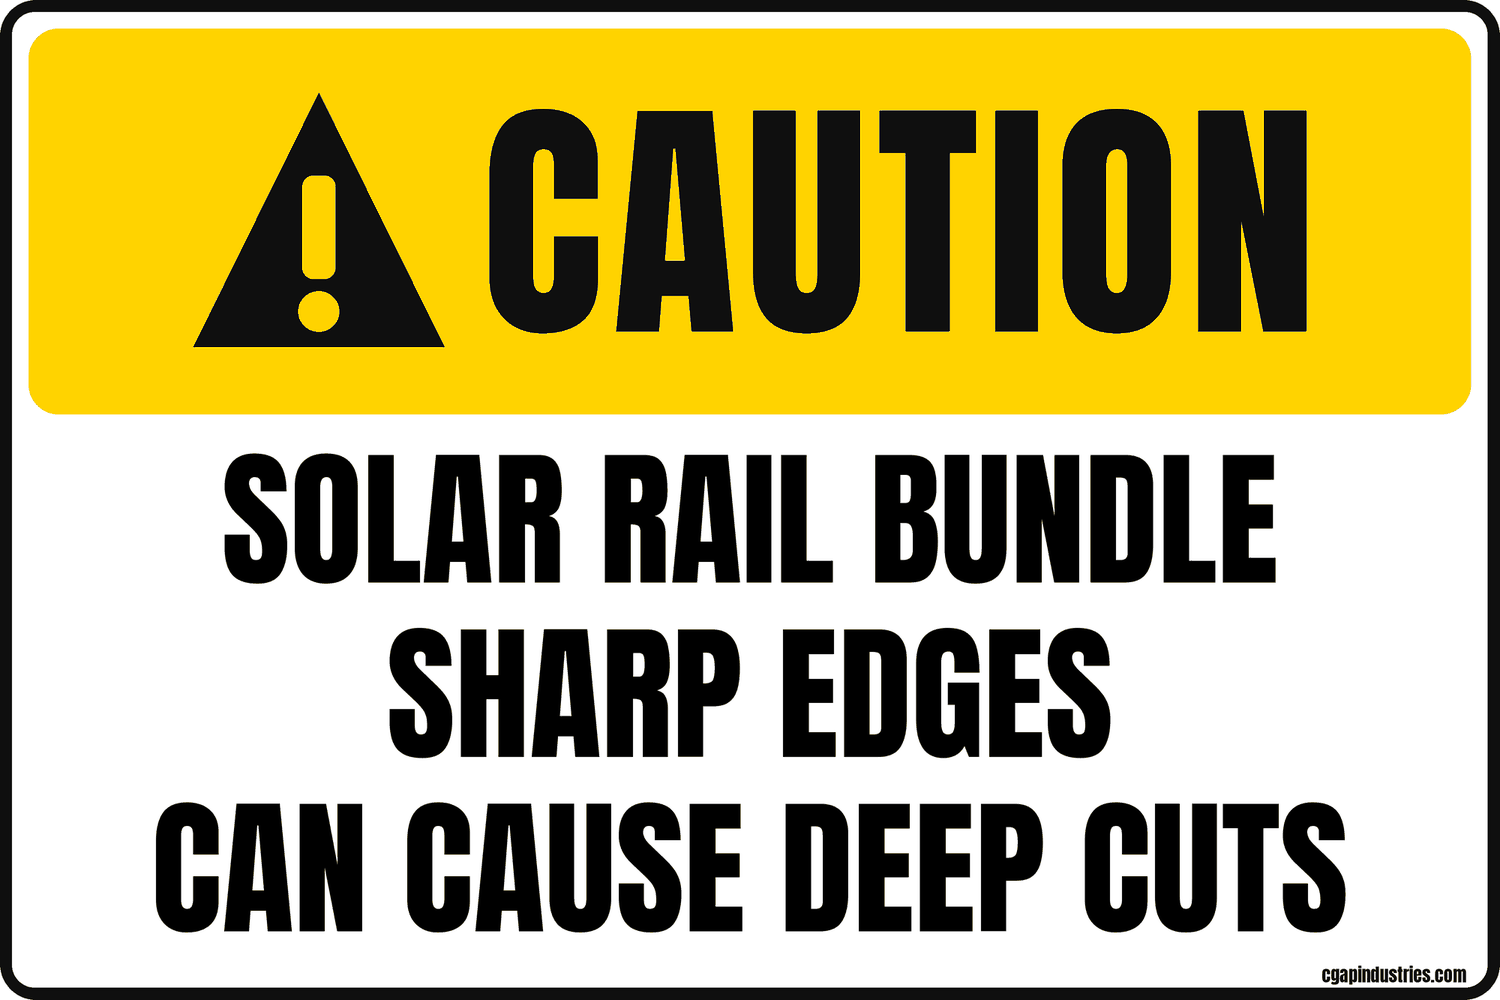 CAUTION
SOLAR RAIL BUNDLE
SHARP EDGES
CAN CAUSE DEEP CUTS
cgapindustries.com